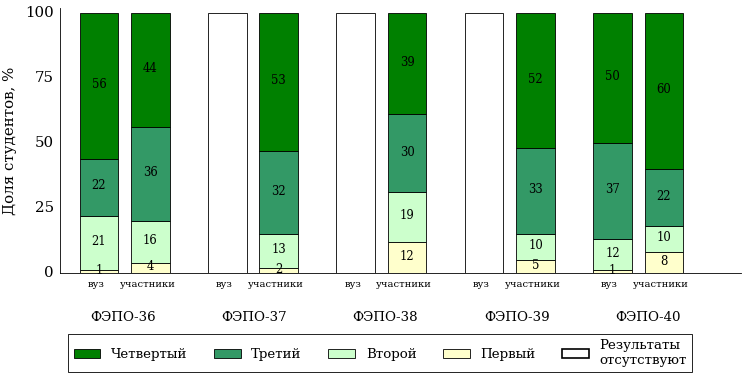 100
75
50
25
0
Доля студентов, %
56 44 53 39 52 50 60
22 36 32 30 33 37 22
21 16 13 19 10 12 10
1 4 2 12 5 1 8
вуз участники вуз участники вуз участники вуз участники вуз участники
ФЭПО-36 ФЭПО-37 ФЭПО-38 ФЭПО-39 ФЭПО-40
Четвертый Третий Второй Первый Результаты
отсутствуют